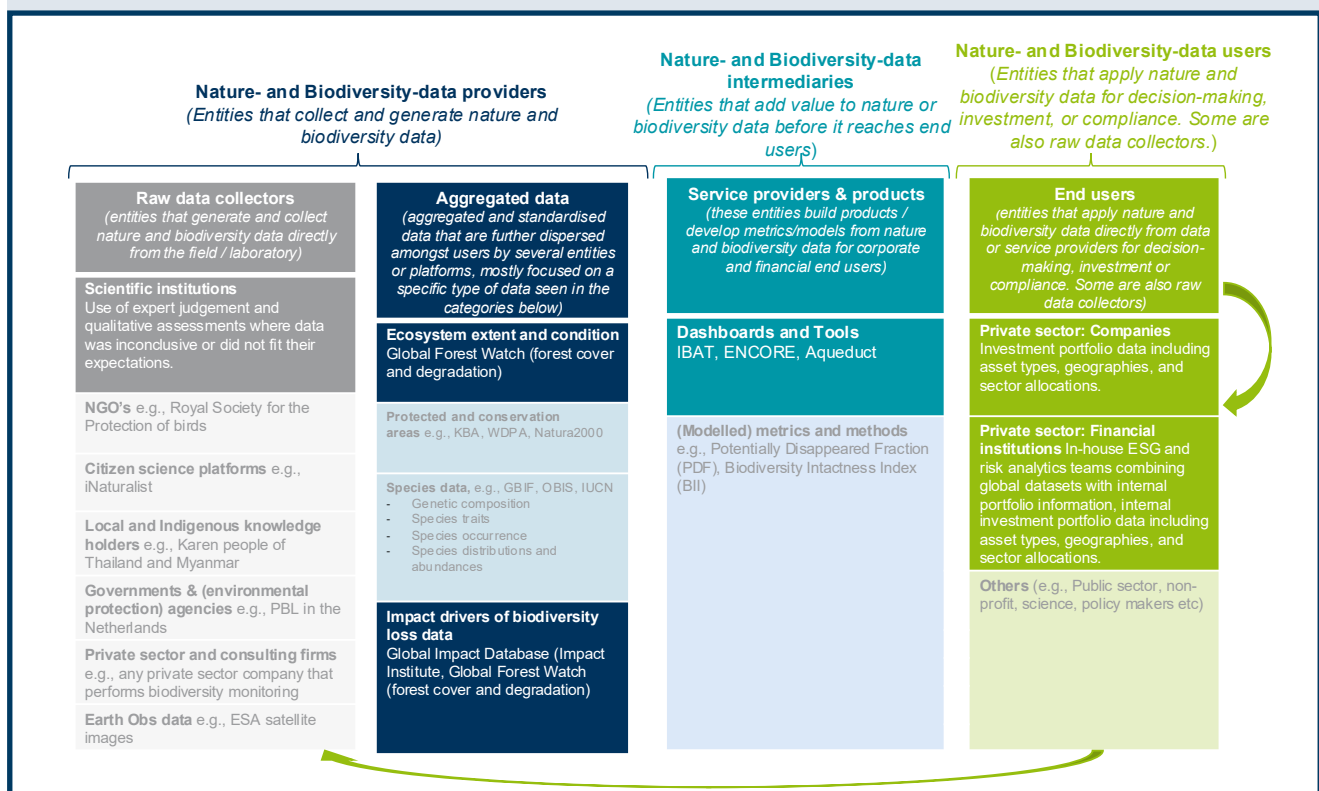 Nature- and Biodiversity-data providers
(Entities that collect and generate nature and
biodiversity data)
Nature- and Biodiversity-data
intermediaries
(Entities that add value to nature or
biodiversity data before it reaches end
users)
Nature- and Biodiversity-data users
(Entities that apply nature and
biodiversity data for decision-making,
investment, or compliance. Some are
also raw data collectors.)
Raw data collectors
(entities that generate and collect
nature and biodiversity data directly
from the field / laboratory)
Scientific institutions
Use of expert judgement and
qualitative assessments where data
was inconclusive or did not fit their
expectations.
NGO's e.g., Royal Society for the
Protection of birds
Citizen science platforms e.g.,
iNaturalist
Local and Indigenous knowledge
holders e.g., Karen people of
Thailand and Myanmar
Governments & (environmental
protection) agencies e.g., PBL in the
Netherlands
Private sector and consulting firms
e.g., any private sector company that
performs biodiversity monitoring
Earth Obs data e.g., ESA satellite
images
Aggregated data
(aggregated and standardised
data that are further dispersed
amongst users by several entities
or platforms, mostly focused on a
specific type of data seen in the
categories below)
Ecosystem extent and condition
Global Forest Watch (forest cover
and degradation)
Protected and conservation
areas e.g., KBA, WDPA, Natura2000
Species data, e.g., GBIF, OBIS, IUCN
- Genetic composition
- Species traits
- Species occurrence
- Species distributions and
abundances
Impact drivers of biodiversity
loss data
Global Impact Database (Impact
Institute, Global Forest Watch
(forest cover and degradation)
Service providers & products
(these entities build products /
develop metrics/models from nature
and biodiversity data for corporate
and financial end users)
Dashboards and Tools
IBAT, ENCORE, Aqueduct
(Modelled) metrics and methods
e.g., Potentially Disappeared Fraction
(PDF), Biodiversity Intactness Index
(BII)
End users
(entities that apply nature and
biodiversity data directly from data
or service providers for decision-
making, investment or
compliance. Some are also raw
data collectors)
Private sector: Companies
Investment portfolio data including
asset types, geographies, and
sector allocations.
Private sector: Financial
institutions In-house ESG and
risk analytics teams combining
global datasets with internal
portfolio information, internal
investment portfolio data including
asset types, geographies, and
sector allocations.
Others (e.g., Public sector, non-
profit, science, policy makers etc)